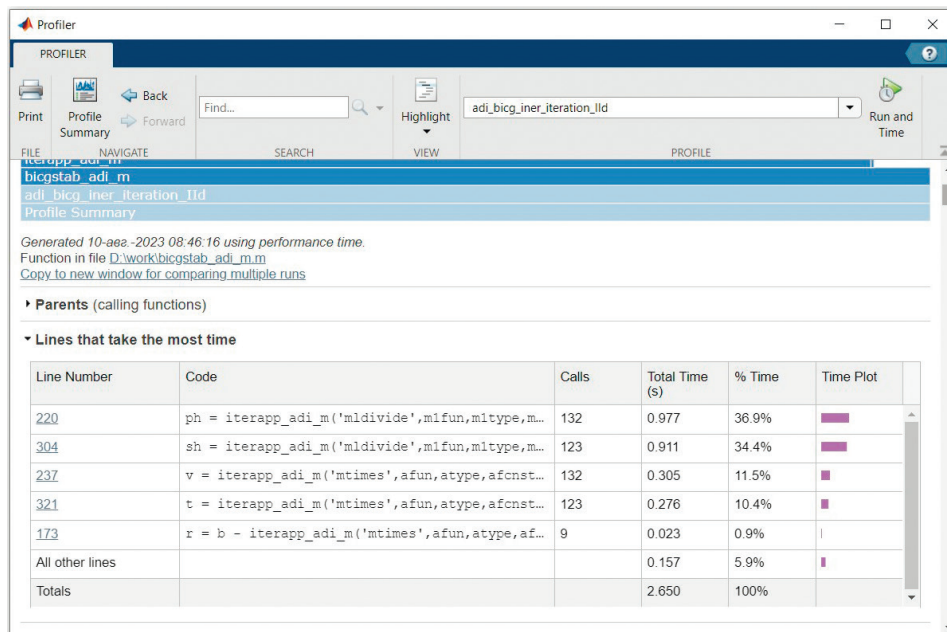 Profiler
PROFILER
Print
Profile Summary
Back
Forward
Find...
Highlight
adi_bicg_iner_iteration_IId
Run and Time
FILE
NAVIGATE
SEARCH
VIEW
PROFILE
iterapp_adi_m
bicgstab_adi_m
adi_bicg_iner_iteration_IId
Profile Summary
Generated 10-авг.-2023 08:46:16 using performance time.
Function in file D:\work\bicgstab_adi_m.m
Copy to new window for comparing multiple runs
Parents (calling functions)
Lines that take the most time
Line Number Code Calls Total Time (s) % Time Time Plot
220 ph = iterapp_adi_m('mldivide',m1fun,m1type,m… 132 0.977 36.9%
304 sh = iterapp_adi_m('mldivide',m1fun,m1type,m… 123 0.911 34.4%
237 v = iterapp_adi_m('mtimes',afun,atype,afcnst… 132 0.305 11.5%
321 t = iterapp_adi_m('mtimes',afun,atype,afcnst… 123 0.276 10.4%
173 r = b - iterapp_adi_m('mtimes',afun,atype,af… 9 0.023 0.9%
All other lines 0.157 5.9%
Totals 2.650 100%